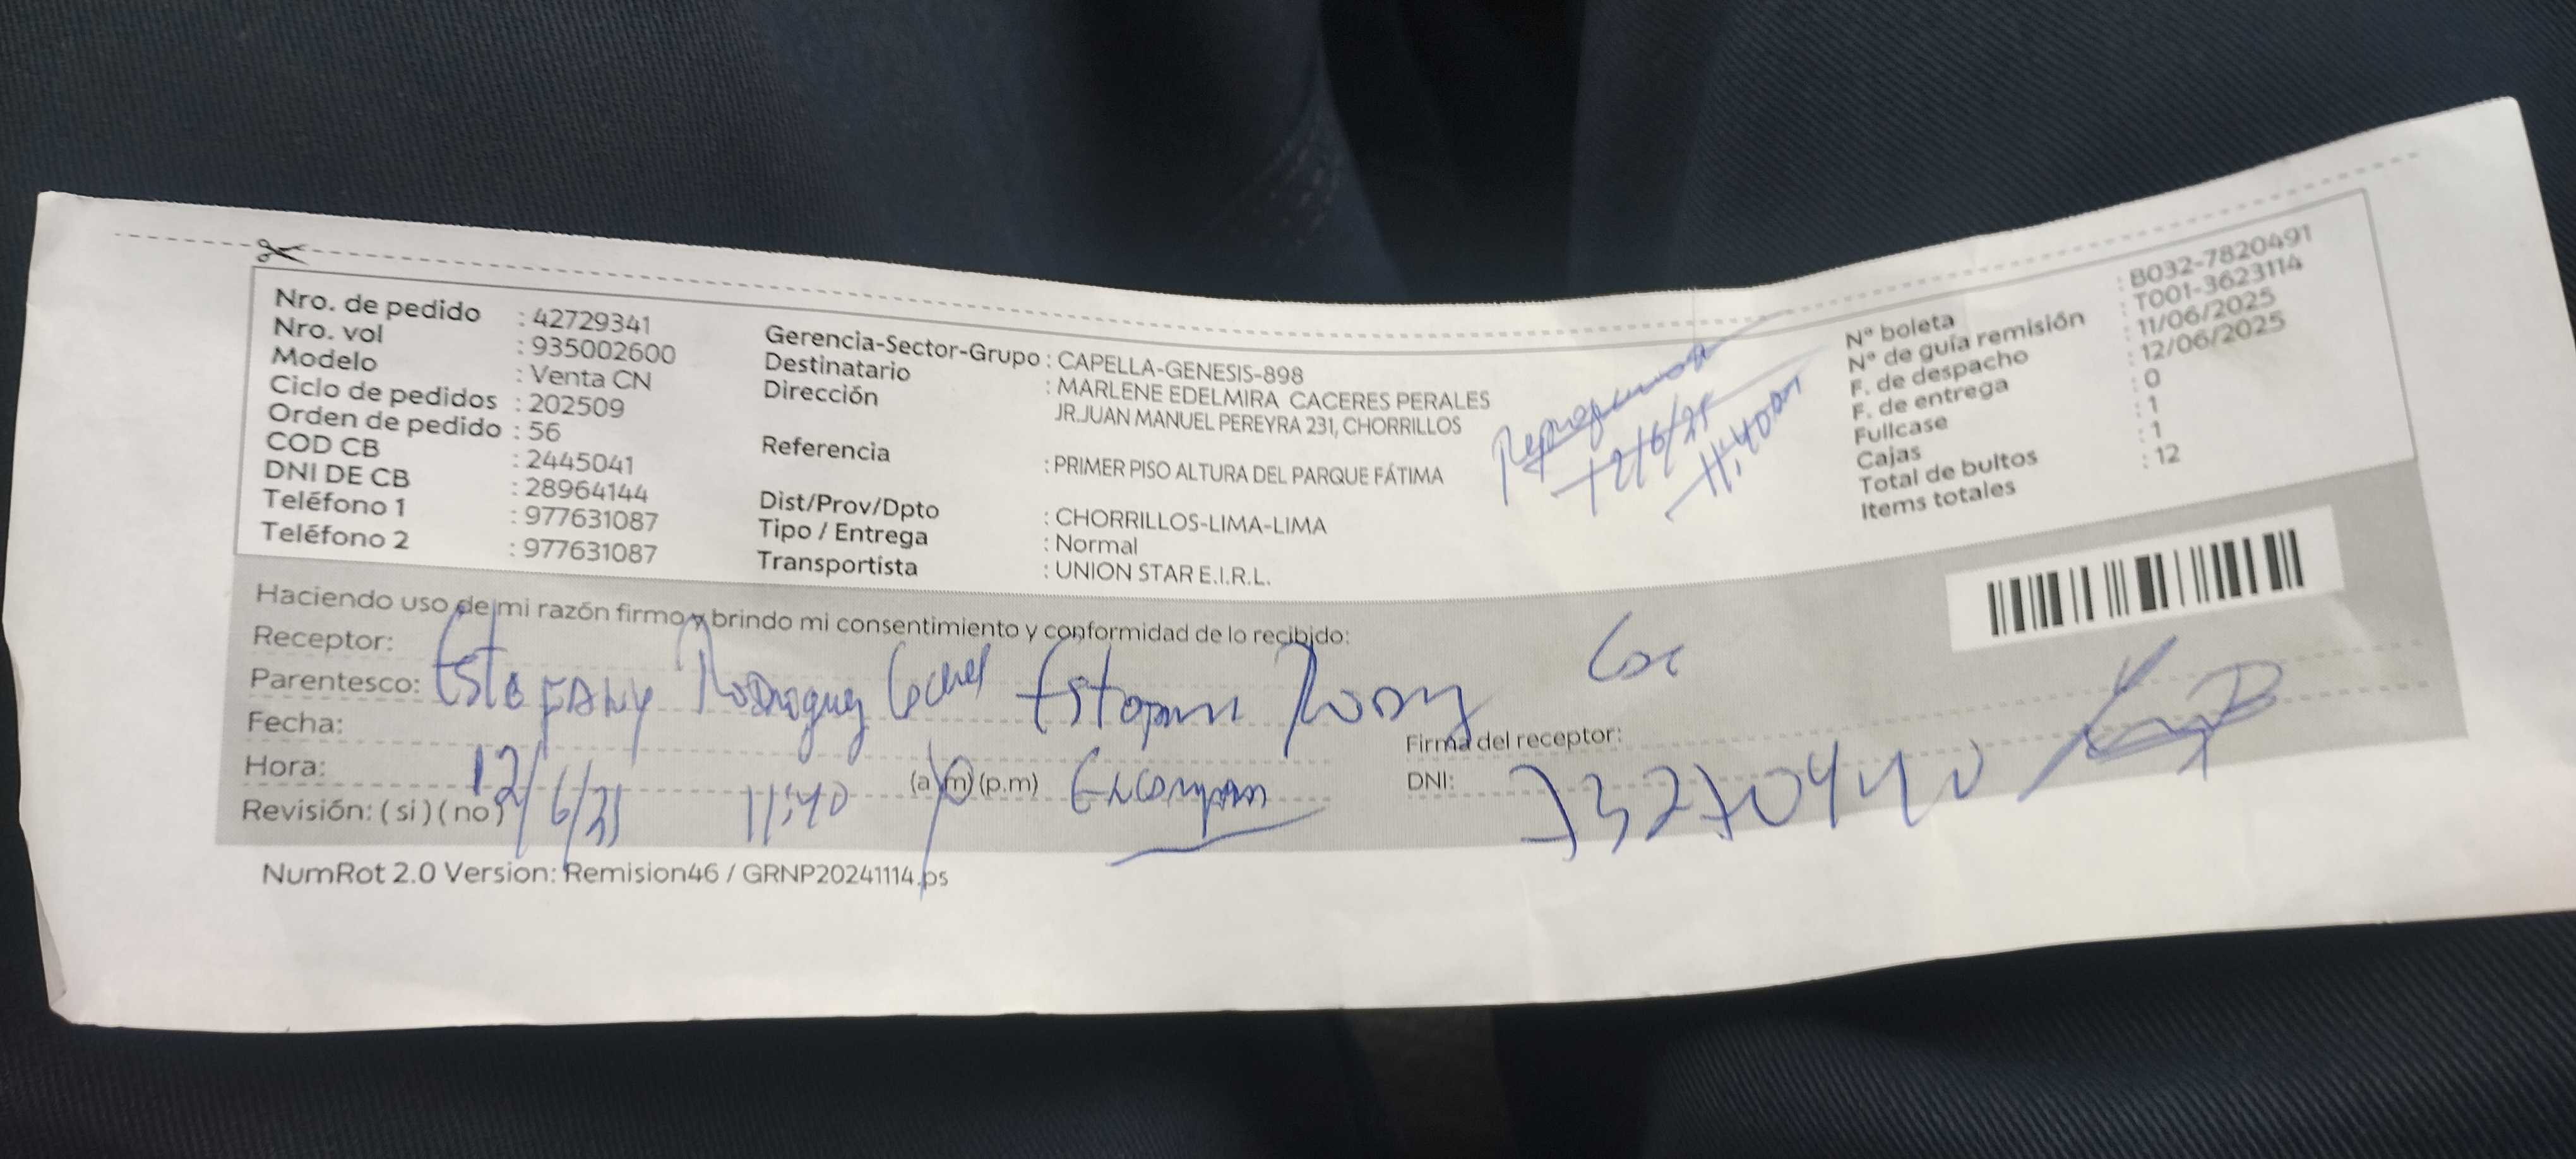 Nro. de pedido : 42729341
Nro. vol : 935002600
Modelo : Venta CN
Ciclo de pedidos : 202509
Orden de pedido : 56
COD CB : 2445041
DNI DE CB : 28964144
Teléfono 1 : 977631087
Teléfono 2 : 977631087
Gerencia-Sector-Grupo : CAPELLA-GENESIS-898
Destinatario : MARLENE EDELMIRA CACERES PERALES
Dirección JR.JUAN MANUEL PEREYRA 231, CHORRILLOS
Referencia : PRIMER PISO ALTURA DEL PARQUE FÁTIMA
Dist/Prov/Dpto : CHORRILLOS-LIMA-LIMA
Tipo / Entrega : Normal
Transportista : UNION STAR E.I.R.L.
12/6/25
11:40am
N° boleta : B032-7820491
N° de guía remisión : T001-3623114
F. de despacho : 11/06/2025
F. de entrega : 12/06/2025
Fullcase : 0
Cajas : 1
Total de bultos : 1
Items totales : 12
Haciendo uso de mi razón firmo y brindo mi consentimiento y conformidad de lo recibido:
Receptor:
Parentesco: Estefany Rodriguez
Fecha:
Hora: 12/6/25 11:40 (a.m) (p.m)
Revisión: ( si ) ( no )
Firma del receptor:
DNI: 73270440
NumRot 2.0 Version: Remision46 / GRNP20241114.ps